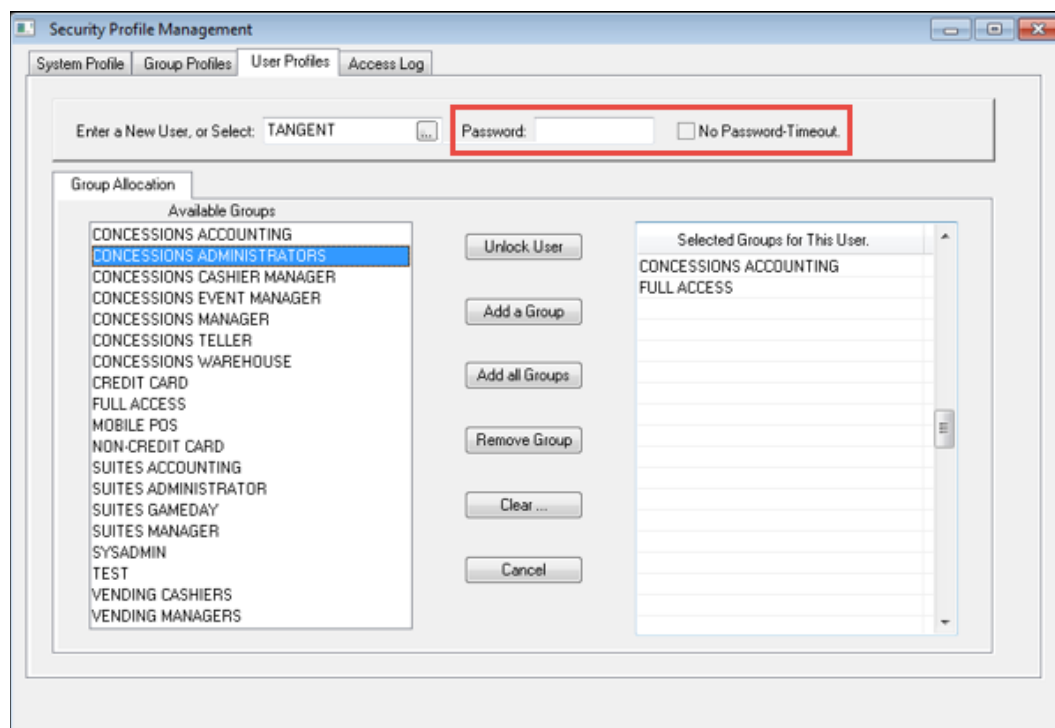 Security Profile Management
System Profile Group Profiles User Profiles Access Log
Enter a New User, or Select: TANGENT ... Password: No Password-Timeout.
Group Allocation
Available Groups
CONCESSIONS ACCOUNTING
CONCESSIONS ADMINISTRATORS
CONCESSIONS CASHIER MANAGER
CONCESSIONS EVENT MANAGER
CONCESSIONS MANAGER
CONCESSIONS TELLER
CONCESSIONS WAREHOUSE
CREDIT CARD
FULL ACCESS
MOBILE POS
NON-CREDIT CARD
SUITES ACCOUNTING
SUITES ADMINISTRATOR
SUITES GAMEDAY
SUITES MANAGER
SYSADMIN
TEST
VENDING CASHIERS
VENDING MANAGERS
Unlock User
Add a Group
Add all Groups
Remove Group
Clear ...
Cancel
Selected Groups for This User.
CONCESSIONS ACCOUNTING
FULL ACCESS